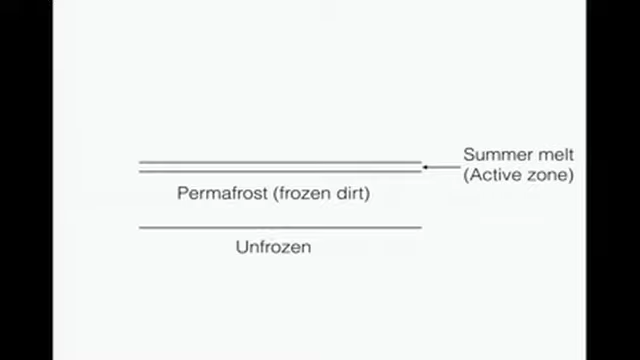 Summer melt
(Active zone)
Permafrost (frozen dirt)
Unfrozen